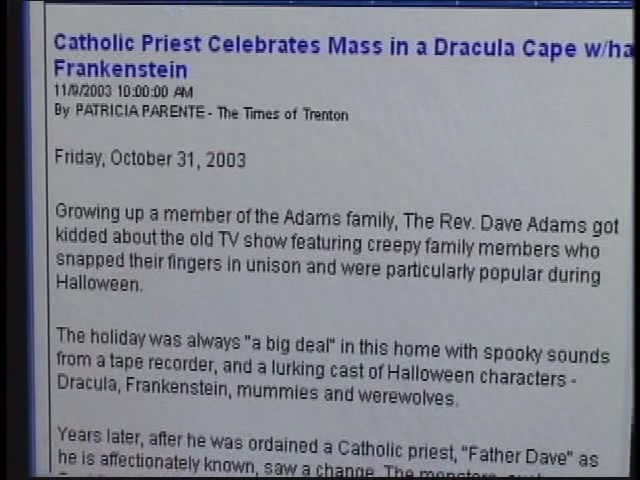 Catholic Priest Celebrates Mass in a Dracula Cape w/ha
Frankenstein
11/9/2003 10:00:00 AM
By PATRICIA PARENTE - The Times of Trenton
Friday, October 31, 2003
Growing up a member of the Adams family, The Rev. Dave Adams got
kidded about the old TV show featuring creepy family members who
snapped their fingers in unison and were particularly popular during
Halloween.
The holiday was always "a big deal" in this home with spooky sounds
from a tape recorder, and a lurking cast of Halloween characters -
Dracula, Frankenstein, mummies and werewolves.
Years later, after he was ordained a Catholic priest, "Father Dave" as
he is affectionately known, saw a change. The monsters,